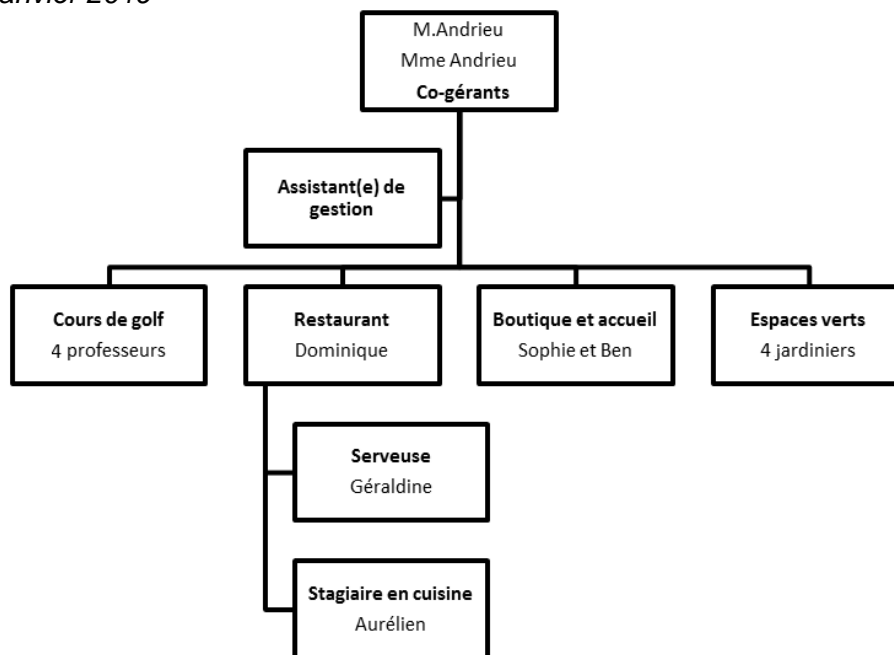 M.Andrieu
Mme Andrieu
Co-gérants
Assistant(e) de
gestion
Cours de golf
4 professeurs
Restaurant
Dominique
Boutique et accueil
Sophie et Ben
Espaces verts
4 jardiniers
Serveuse
Géraldine
Stagiaire en cuisine
Aurélien